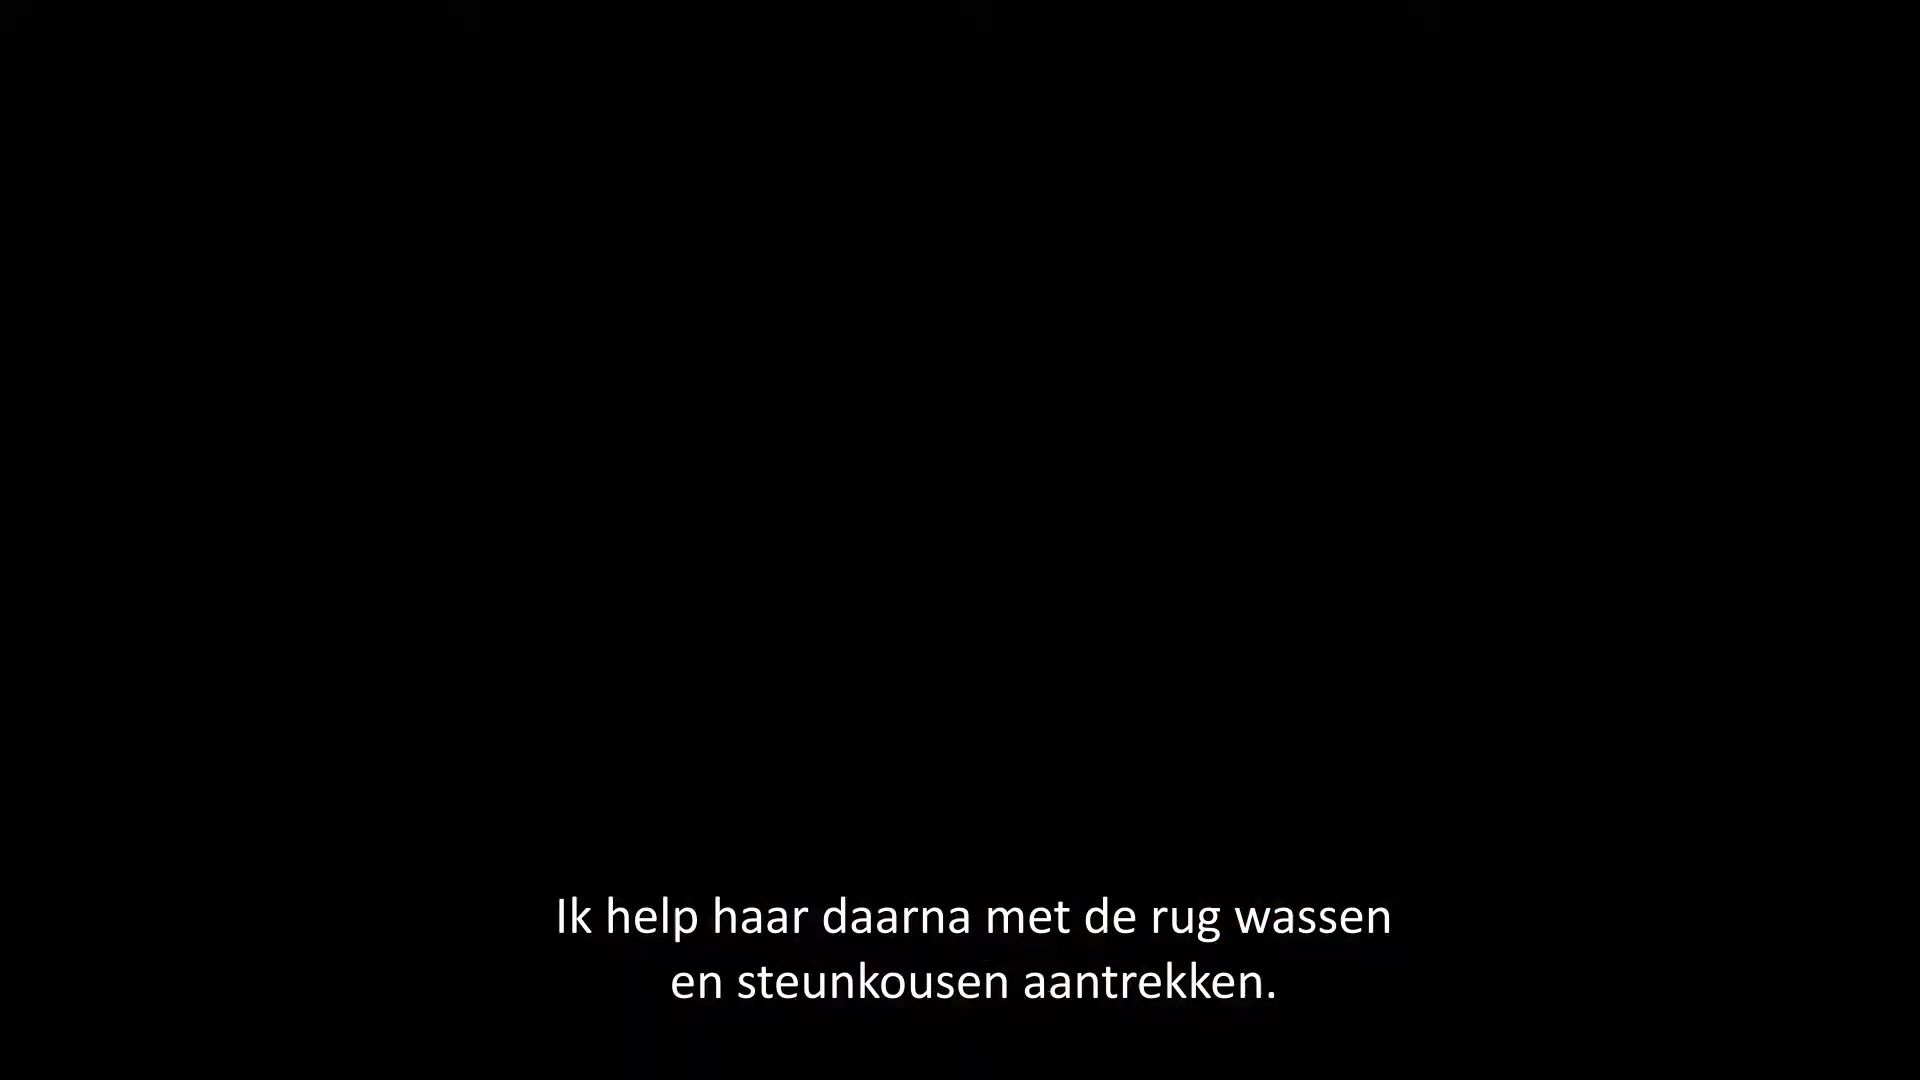 Ik help haar daarna met de rug wassen
en steunkousen aantrekken.